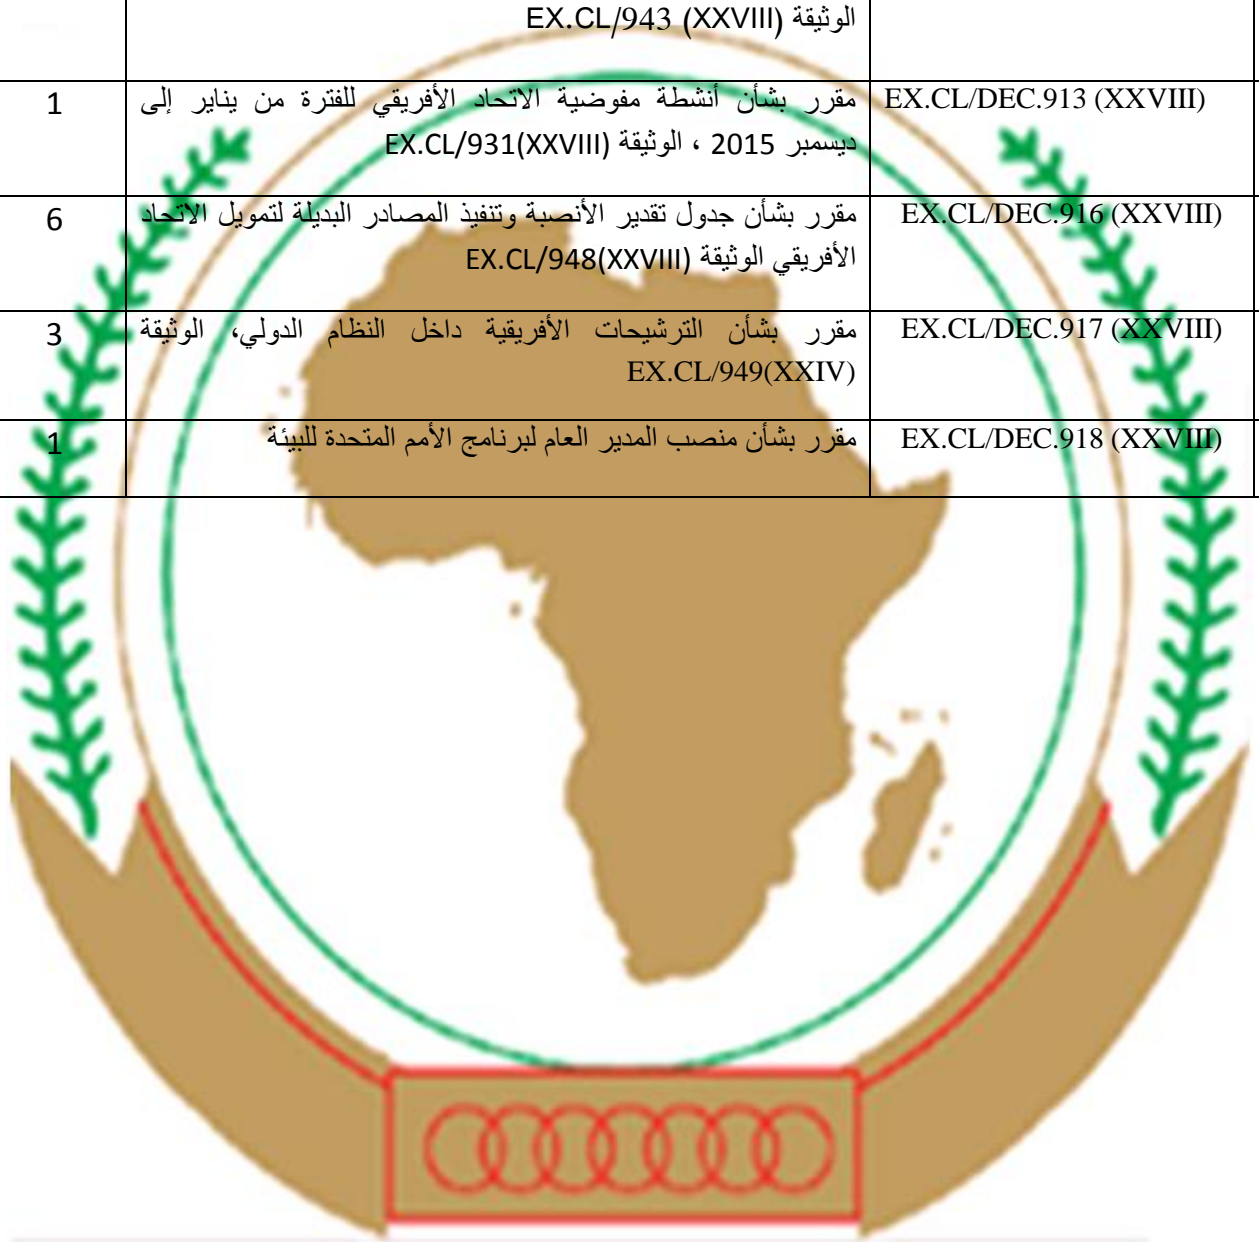 الوثيقة EX.CL/943 (XXVIII)
EX.CL/DEC.913 (XXVIII)
مقرر بشأن أنشطة مفوضية الاتحاد الأفريقي للفترة من يناير إلى
ديسمبر 2015 ، الوثيقة EX.CL/931(XXVIII)
1
EX.CL/DEC.916 (XXVIII)
مقرر بشأن جدول تقدير الأنصبة وتنفيذ المصادر البديلة لتمويل الاتحاد
الأفريقي الوثيقة EX.CL/948(XXVIII)
6
EX.CL/DEC.917 (XXVIII)
مقرر بشأن الترشيحات الأفريقية داخل النظام الدولي، الوثيقة
EX.CL/949(XXIV)
3
EX.CL/DEC.918 (XXVIII)
مقرر بشأن منصب المدير العام لبرنامج الأمم المتحدة للبيئة
1